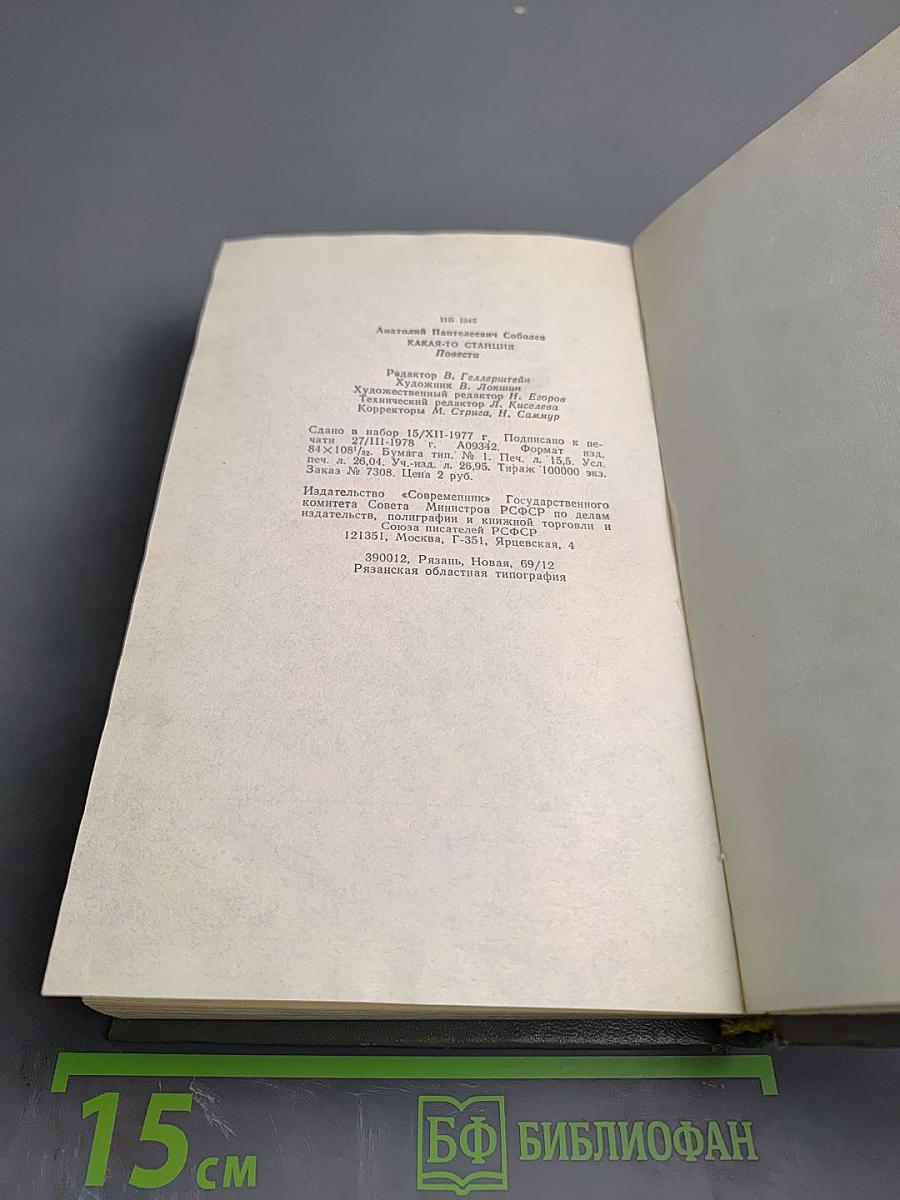 ИБ 1545
Анатолий Пантелеевич Соболев
КАКАЯ-ТО СТАНЦИЯ
Повести
Редактор В. Геллерштейн
Художник В. Локшин
Художественный редактор Н. Егоров
Технический редактор Л. Киселева
Корректоры М. Стрига, Н. Саммур
Сдано в набор 15/XII-1977 г. Подписано к пе-
чати 27/III-1978 г. А09342. Формат изд.
84×108¹/₃₂. Бумага тип. № 1. Печ. л. 15,5. Усл.
печ. л. 26,04. Уч.-изд. л. 26,95. Тираж 100000 экз.
Заказ № 7308. Цена 2 руб.
Издательство «Современник» Государственного
комитета Совета Министров РСФСР по делам
издательств, полиграфии и книжной торговли и
Союза писателей РСФСР
121351, Москва, Г-351, Ярцевская, 4
390012, Рязань, Новая, 69/12
Рязанская областная типография
15 см
БФ БИБЛИОФАН